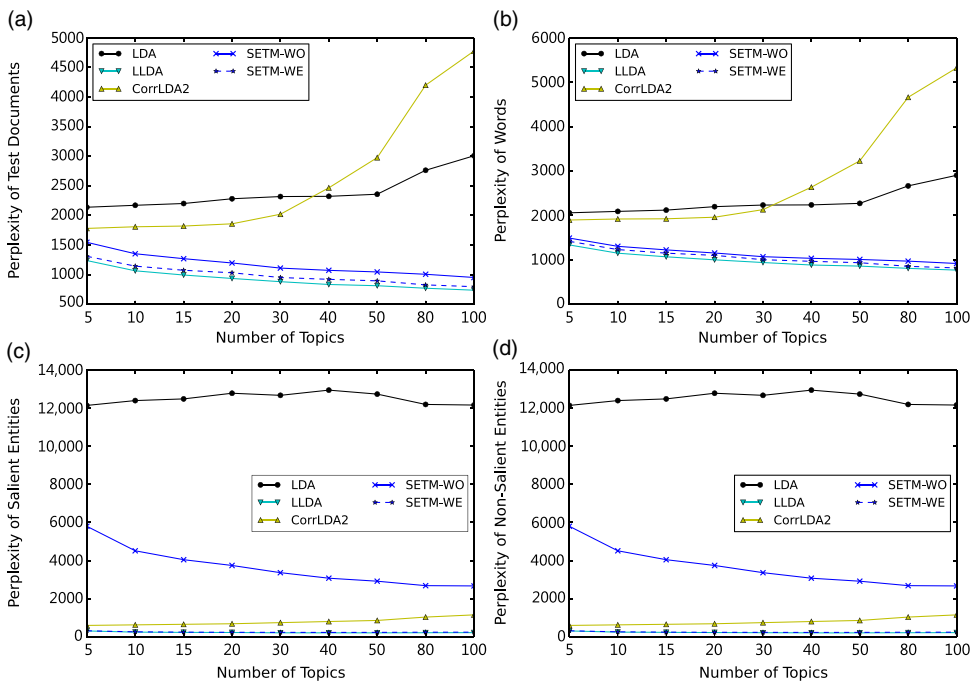 (a)
5000
4500
4000
3500
3000
2500
2000
1500
1000
500
Perplexity of Test Documents
LDA
LLDA
CorrLDA2
SETM-WO
SETM-WE
5 10 15 20 30 40 50 80 100
Number of Topics
(b)
6000
5000
4000
3000
2000
1000
0
Perplexity of Words
LDA
LLDA
CorrLDA2
SETM-WO
SETM-WE
5 10 15 20 30 40 50 80 100
Number of Topics
(c)
14,000
12,000
10,000
8000
6000
4000
2000
0
Perplexity of Salient Entities
LDA
LLDA
CorrLDA2
SETM-WO
SETM-WE
5 10 15 20 30 40 50 80 100
Number of Topics
(d)
14,000
12,000
10,000
8000
6000
4000
2000
0
Perplexity of Non-Salient Entities
LDA
LLDA
CorrLDA2
SETM-WO
SETM-WE
5 10 15 20 30 40 50 80 100
Number of Topics